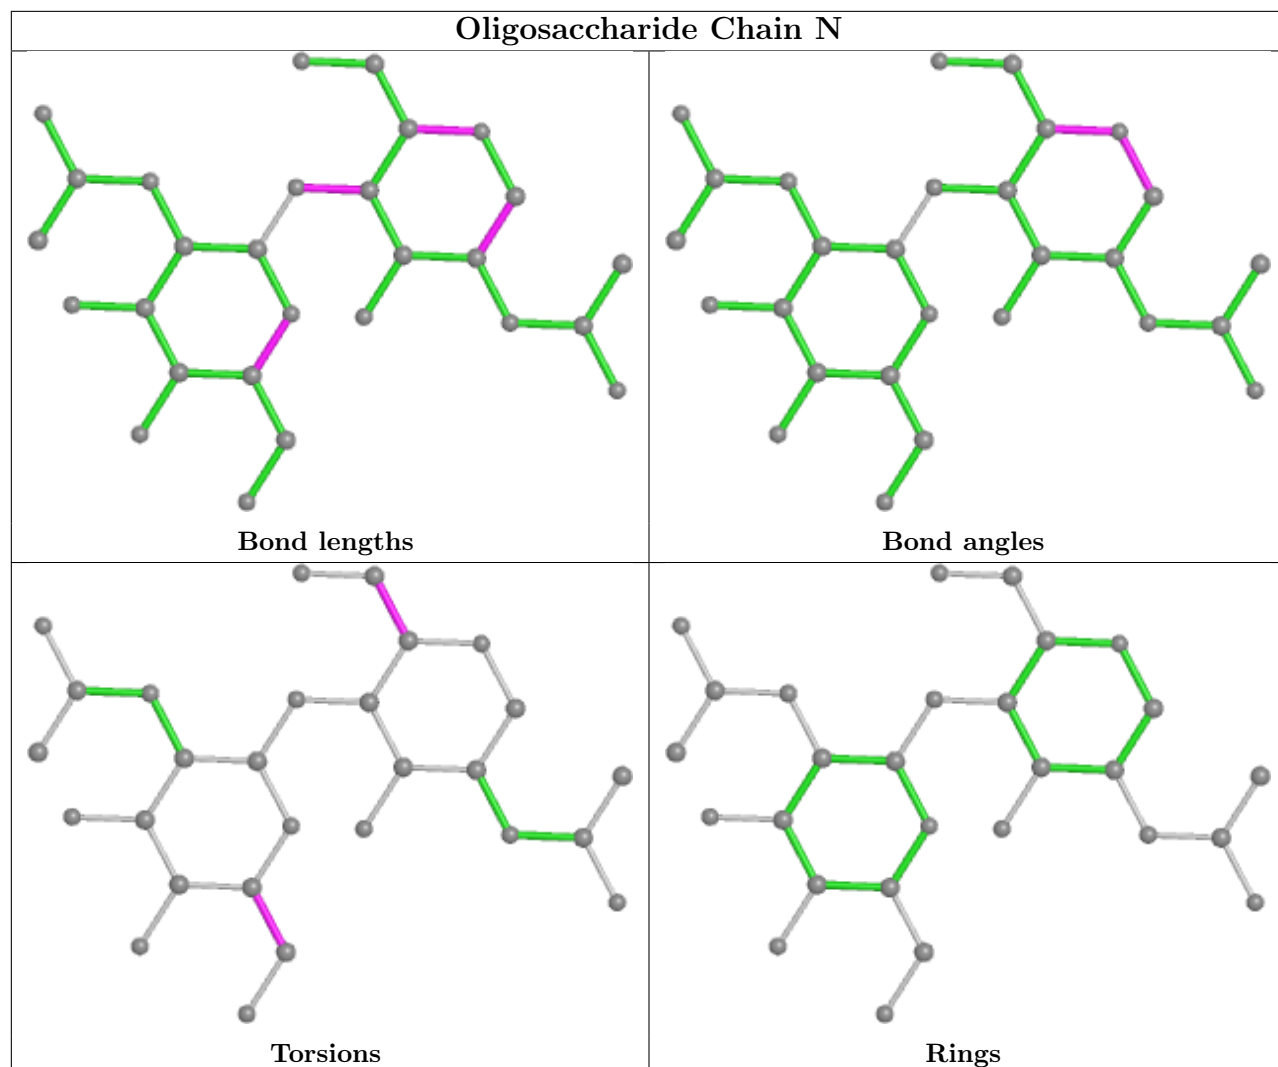 Oligosaccharide Chain N
Bond lengths
Bond angles
Torsions
Rings